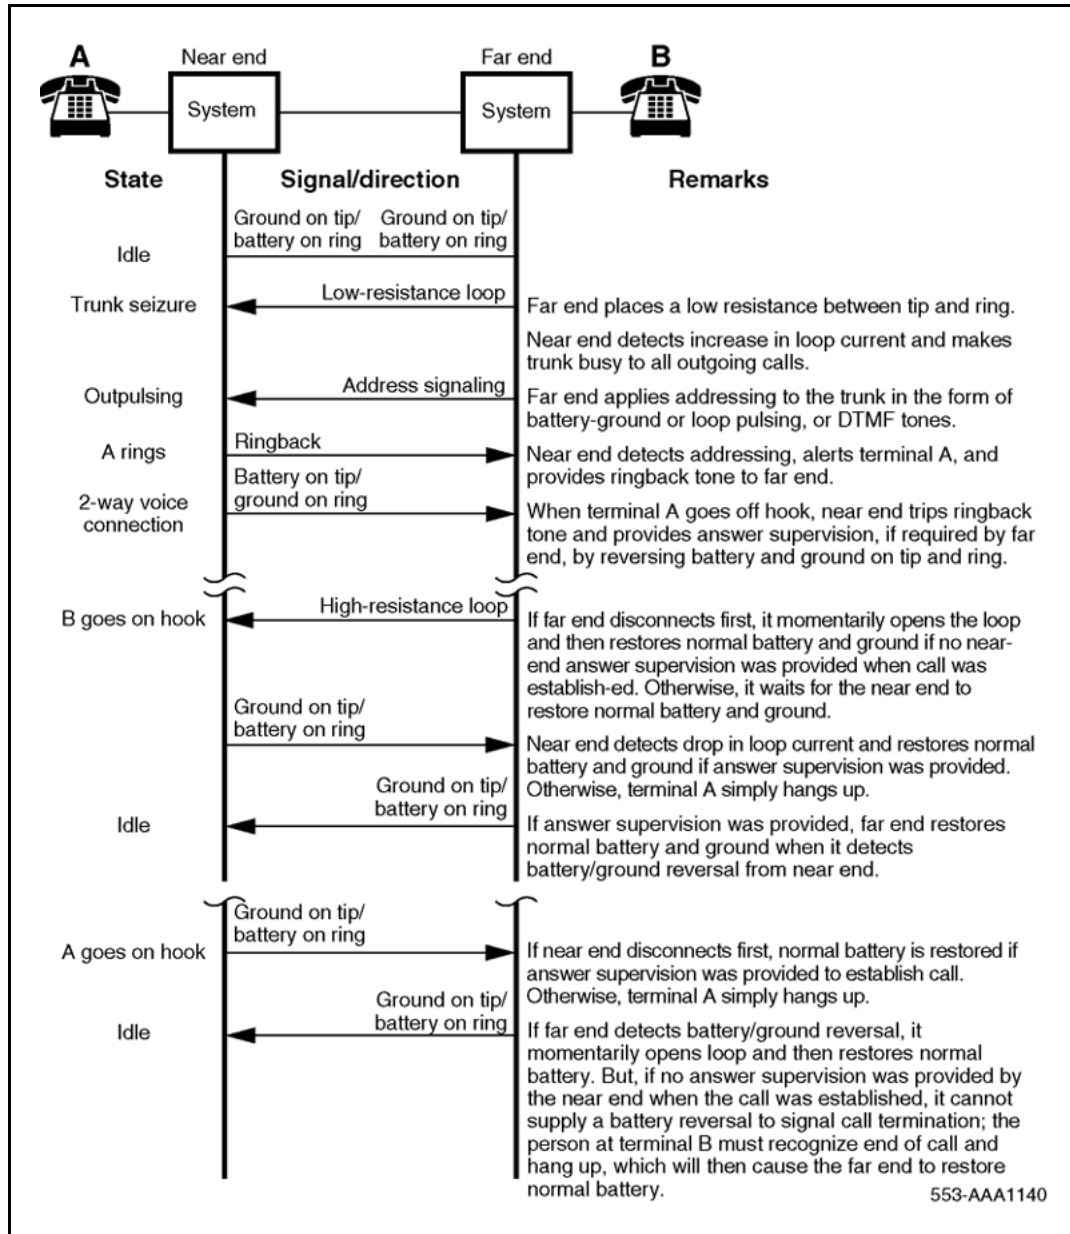 A
Near end
Far end
B
System
System
State
Signal/direction
Remarks
Ground on tip/
battery on ring
Ground on tip/
battery on ring
Idle
Trunk seizure
Low-resistance loop
Far end places a low resistance between tip and ring.
Near end detects increase in loop current and makes
trunk busy to all outgoing calls.
Outpulsing
Address signaling
Far end applies addressing to the trunk in the form of
battery-ground or loop pulsing, or DTMF tones.
A rings
Ringback
Near end detects addressing, alerts terminal A, and
provides ringback tone to far end.
Battery on tip/
ground on ring
2-way voice
connection
When terminal A goes off hook, near end trips ringback
tone and provides answer supervision, if required by far
end, by reversing battery and ground on tip and ring.
B goes on hook
High-resistance loop
If far end disconnects first, it momentarily opens the loop
and then restores normal battery and ground if no near-
end answer supervision was provided when call was
establish-ed. Otherwise, it waits for the near end to
restore normal battery and ground.
Ground on tip/
battery on ring
Near end detects drop in loop current and restores normal
battery and ground if answer supervision was provided.
Otherwise, terminal A simply hangs up.
Ground on tip/
battery on ring
Idle
If answer supervision was provided, far end restores
normal battery and ground when it detects
battery/ground reversal from near end.
Ground on tip/
battery on ring
A goes on hook
If near end disconnects first, normal battery is restored if
answer supervision was provided to establish call.
Otherwise, terminal A simply hangs up.
Ground on tip/
battery on ring
Idle
If far end detects battery/ground reversal, it
momentarily opens loop and then restores normal
battery. But, if no answer supervision was provided by
the near end when the call was established, it cannot
supply a battery reversal to signal call termination; the
person at terminal B must recognize end of call and
hang up, which will then cause the far end to restore
normal battery.
553-AAA1140